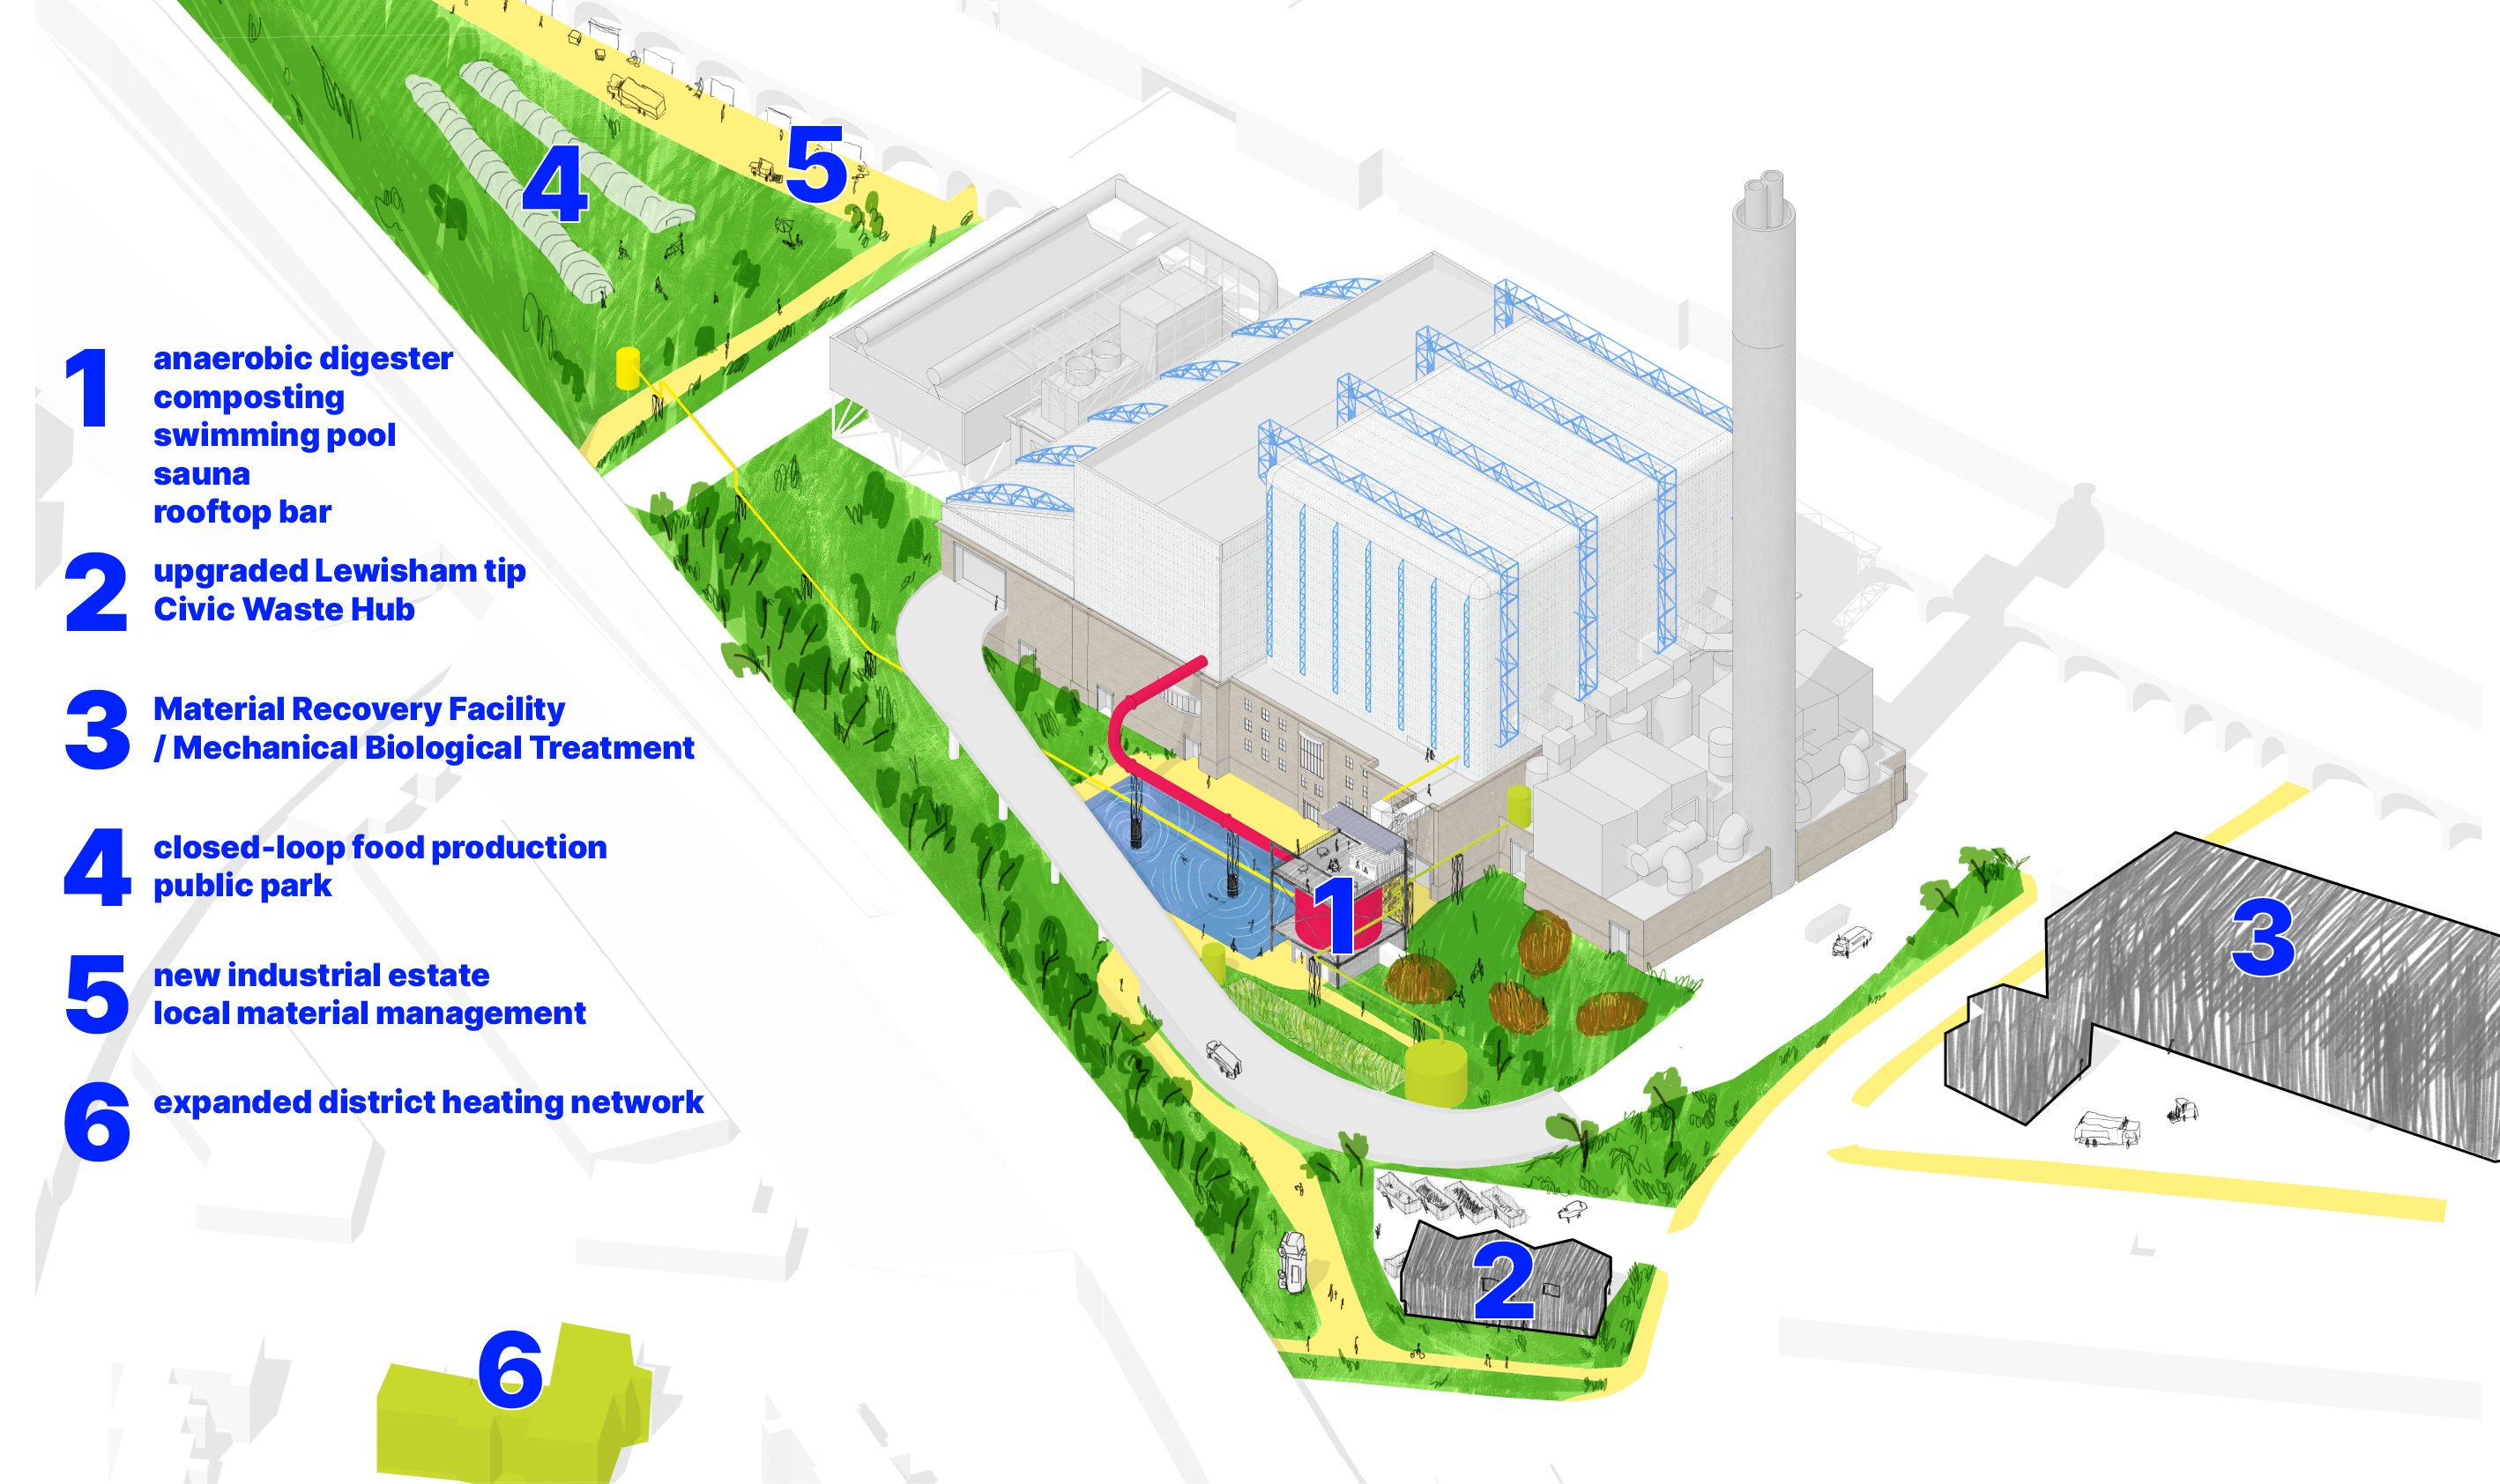 1
anaerobic digester
composting
swimming pool
sauna
rooftop bar
2
upgraded Lewisham tip
Civic Waste Hub
3
Material Recovery Facility
/ Mechanical Biological Treatment
4
closed-loop food production
public park
5
new industrial estate
local material management
6
expanded district heating network
4
5
1
3
2
6